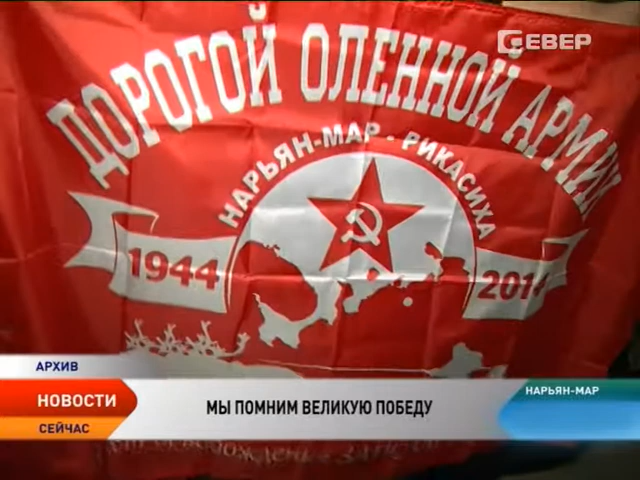 СЕВЕР
ДОРОГОЙ ОЛЕННОЙ АРМИИ
НАРЬЯН-МАР - РИКАСИХА
1944
2014
АРХИВ
НОВОСТИ
СЕЙЧАС
МЫ ПОМНИМ ВЕЛИКУЮ ПОБЕДУ
НАРЬЯН-МАР